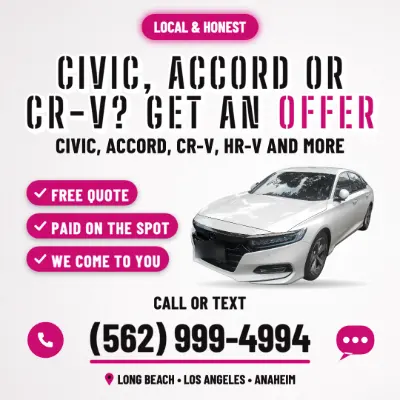 LOCAL & HONEST
CIVIC, ACCORD OR
CR-V? GET AN OFFER
CIVIC, ACCORD, CR-V, HR-V AND MORE
FREE QUOTE
PAID ON THE SPOT
WE COME TO YOU
CALL OR TEXT
(562) 999-4994
LONG BEACH • LOS ANGELES • ANAHEIM